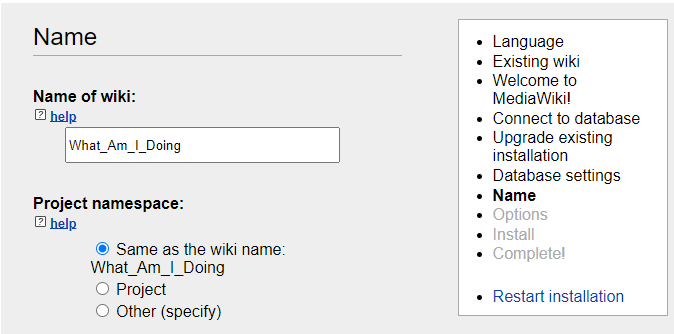 Name
Name of wiki:
? help
What_Am_I_Doing
Project namespace:
? help
Same as the wiki name:
What_Am_I_Doing
Project
Other (specify)
Language
Existing wiki
Welcome to
MediaWiki!
Connect to database
Upgrade existing
installation
Database settings
Name
Options
Install
Complete!
Restart installation